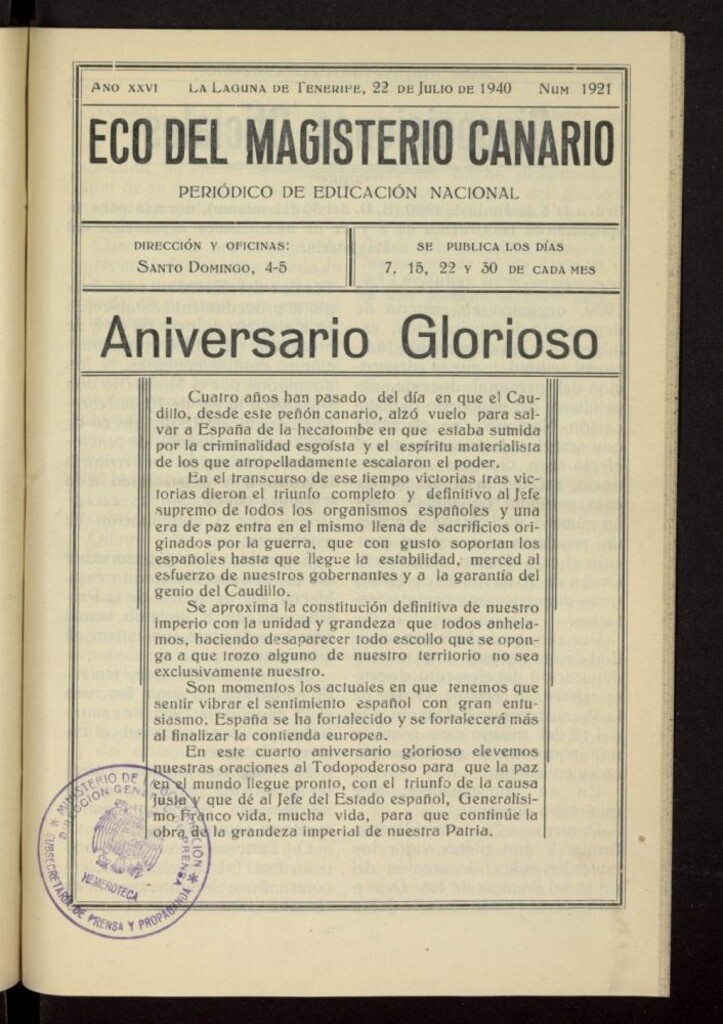 AÑO XXVI LA LAGUNA DE TENERIFE, 22 DE JULIO DE 1940 NUM 1921
ECO DEL MAGISTERIO CANARIO
PERIÓDICO DE EDUCACIÓN NACIONAL
DIRECCIÓN Y OFICINAS:
SANTO DOMINGO, 4-5
SE PUBLICA LOS DÍAS
7, 15, 22 Y 30 DE CADA MES
Aniversario Glorioso
Cuatro años han pasado del día en que el Cau-
dillo, desde este peñón canario, alzó vuelo para sal-
var a España de la hecatombe en que estaba sumida
por la criminalidad esgoísta y el espíritu materialista
de los que atropelladamente escalaron el poder.
En el transcurso de ese tiempo victorias tras vic-
torias dieron el triunfo completo y definitivo al Jefe
supremo de todos los organismos españoles y una
era de paz entra en el mismo llena de sacrificios ori-
ginados por la guerra, que con gusto soportan los
españoles hasta que llegue la estabilidad, merced al
esfuerzo de nuestros gobernantes y a la garantía del
genio del Caudillo.
Se aproxima la constitución definitiva de nuestro
imperio con la unidad y grandeza que todos anhela-
mos, haciendo desaparecer todo escollo que se opon-
ga a que trozo alguno de nuestro territorio no sea
exclusivamente nuestro.
Son momentos los actuales en que tenemos que
sentir vibrar el sentimiento español con gran entu-
siasmo. España se ha fortalecido y se fortalecerá más
al finalizar la contienda europea.
En este cuarto aniversario glorioso elevemos
nuestras oraciones al Todopoderoso para que la paz
en el mundo llegue pronto, con el triunfo de la causa
justa y que dé al Jefe del Estado español, Generalísi-
mo Franco vida, mucha vida, para que continúe la
obra de la grandeza imperial de nuestra Patria.
MINISTERIO DE LA GOBERNACION
DIRECCIÓN GENERAL DE PRENSA
HEMEROTECA
SUBSECRETARIA DE PRENSA Y PROPAGANDA